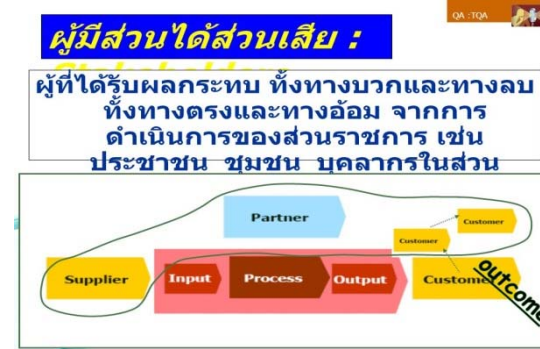 QA :TQA
ผู้มีส่วนได้ส่วนเสีย :
ผู้ที่ได้รับผลกระทบ ทั้งทางบวกและทางลบ
ทั้งทางตรงและทางอ้อม จากการ
ดำเนินการของส่วนราชการ เช่น
ประชาชน ชุมชน บุคลากรในส่วน
Partner
Customer
Customer
Supplier
Input
Process
Output
Custome
outcome